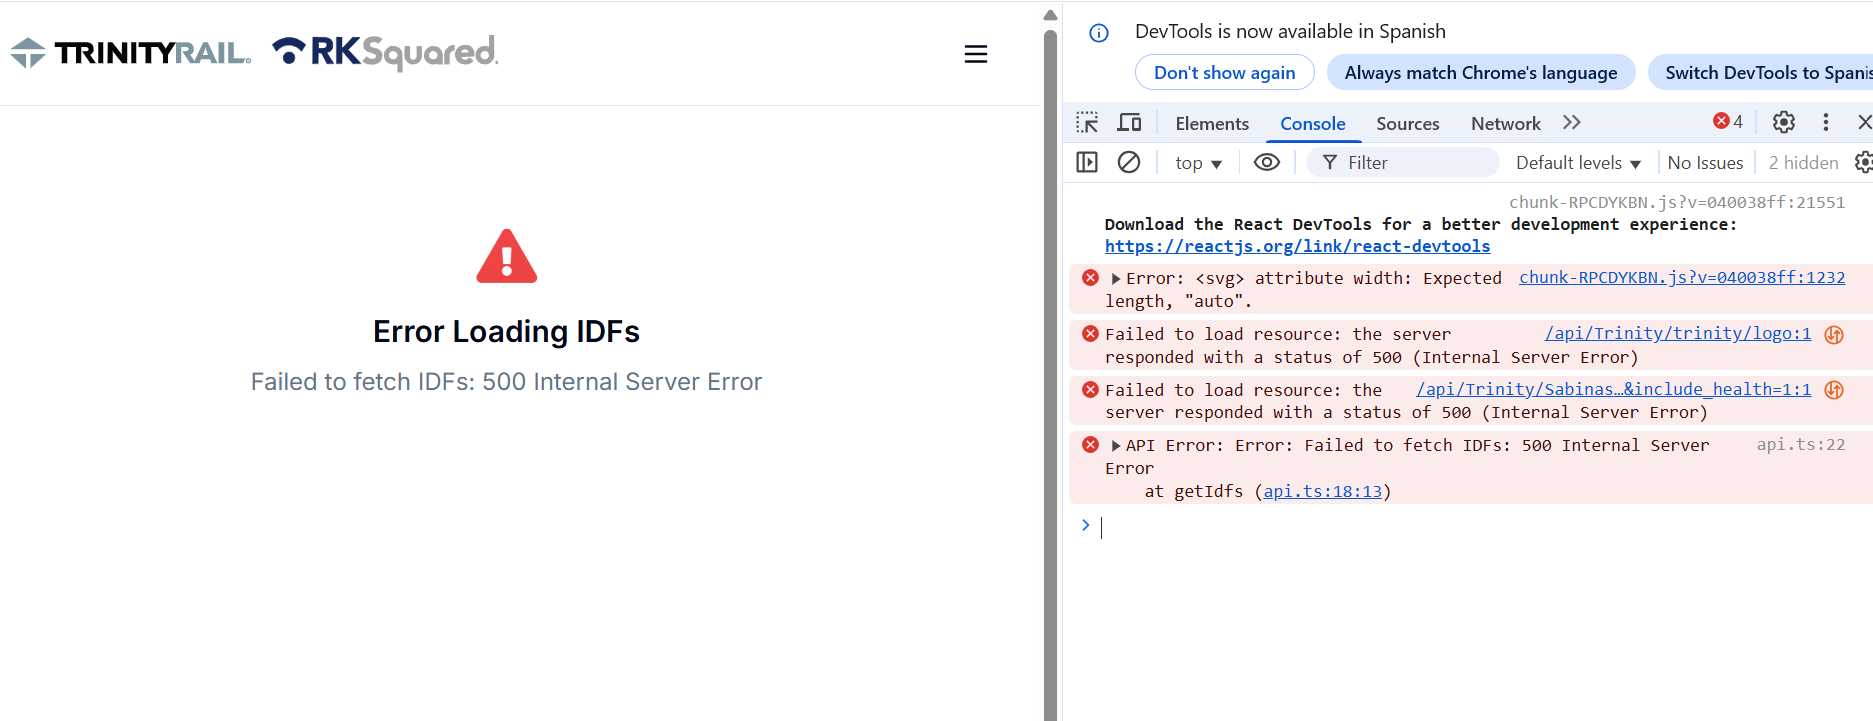 TRINITYRAIL. RKSquared.
Error Loading IDFs
Failed to fetch IDFs: 500 Internal Server Error
DevTools is now available in Spanish
Don't show again Always match Chrome's language Switch DevTools to Spanis
Elements Console Sources Network 4
top Filter Default levels No Issues 2 hidden
chunk-RPCDYKBN.js?v=040038ff:21551
Download the React DevTools for a better development experience:
https://reactjs.org/link/react-devtools
Error: <svg> attribute width: Expected chunk-RPCDYKBN.js?v=040038ff:1232
length, "auto".
Failed to load resource: the server /api/Trinity/trinity/logo:1
responded with a status of 500 (Internal Server Error)
Failed to load resource: the /api/Trinity/Sabinas…&include_health=1:1
server responded with a status of 500 (Internal Server Error)
API Error: Error: Failed to fetch IDFs: 500 Internal Server api.ts:22
Error
at getIdfs (api.ts:18:13)